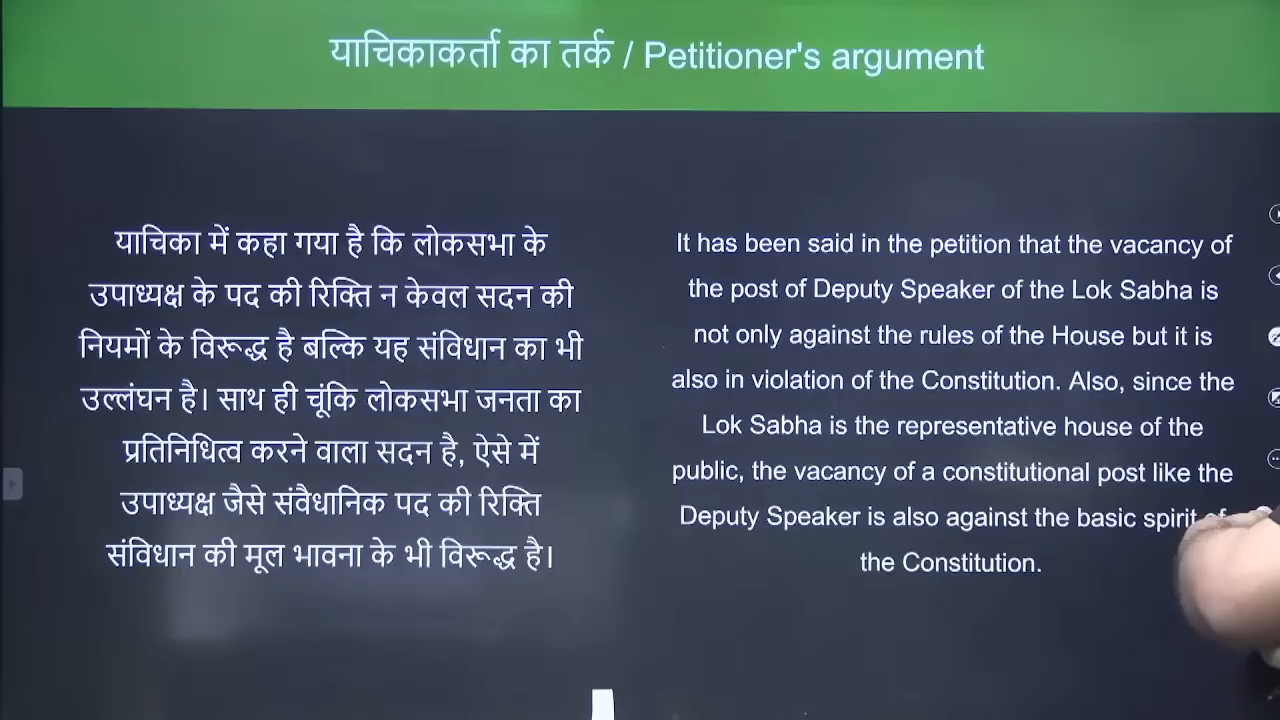 याचिकाकर्ता का तर्क / Petitioner's argument
याचिका में कहा गया है कि लोकसभा के
उपाध्यक्ष के पद की रिक्ति न केवल सदन की
नियमों के विरूद्ध है बल्कि यह संविधान का भी
उल्लंघन है। साथ ही चूंकि लोकसभा जनता का
प्रतिनिधित्व करने वाला सदन है, ऐसे में
उपाध्यक्ष जैसे संवैधानिक पद की रिक्ति
संविधान की मूल भावना के भी विरूद्ध है।
It has been said in the petition that the vacancy of
the post of Deputy Speaker of the Lok Sabha is
not only against the rules of the House but it is
also in violation of the Constitution. Also, since the
Lok Sabha is the representative house of the
public, the vacancy of a constitutional post like the
Deputy Speaker is also against the basic spirit of
the Constitution.